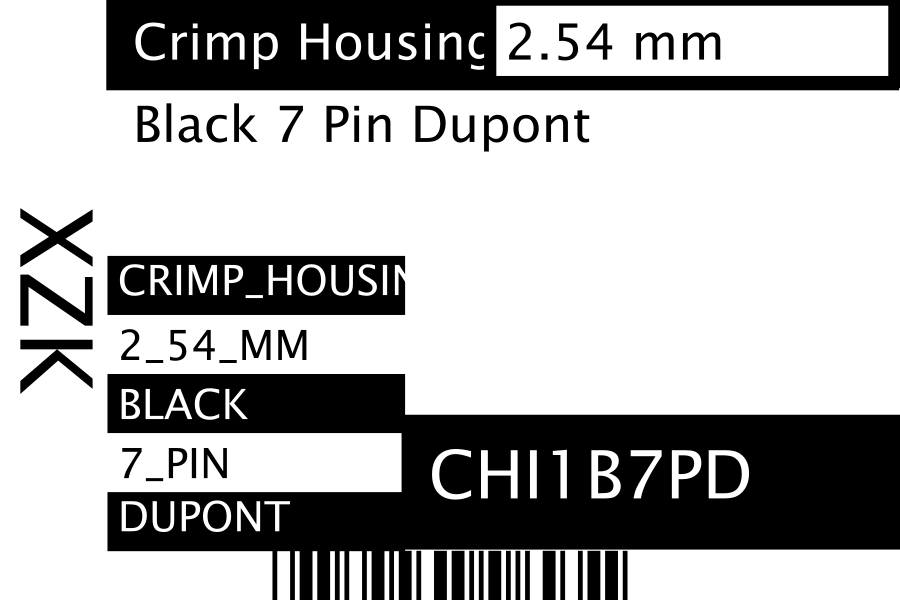 Crimp Housing 2.54 mm
Black 7 Pin Dupont
XZK
CRIMP_HOUSIN
2_54_MM
BLACK
7_PIN
DUPONT
CHI1B7PD